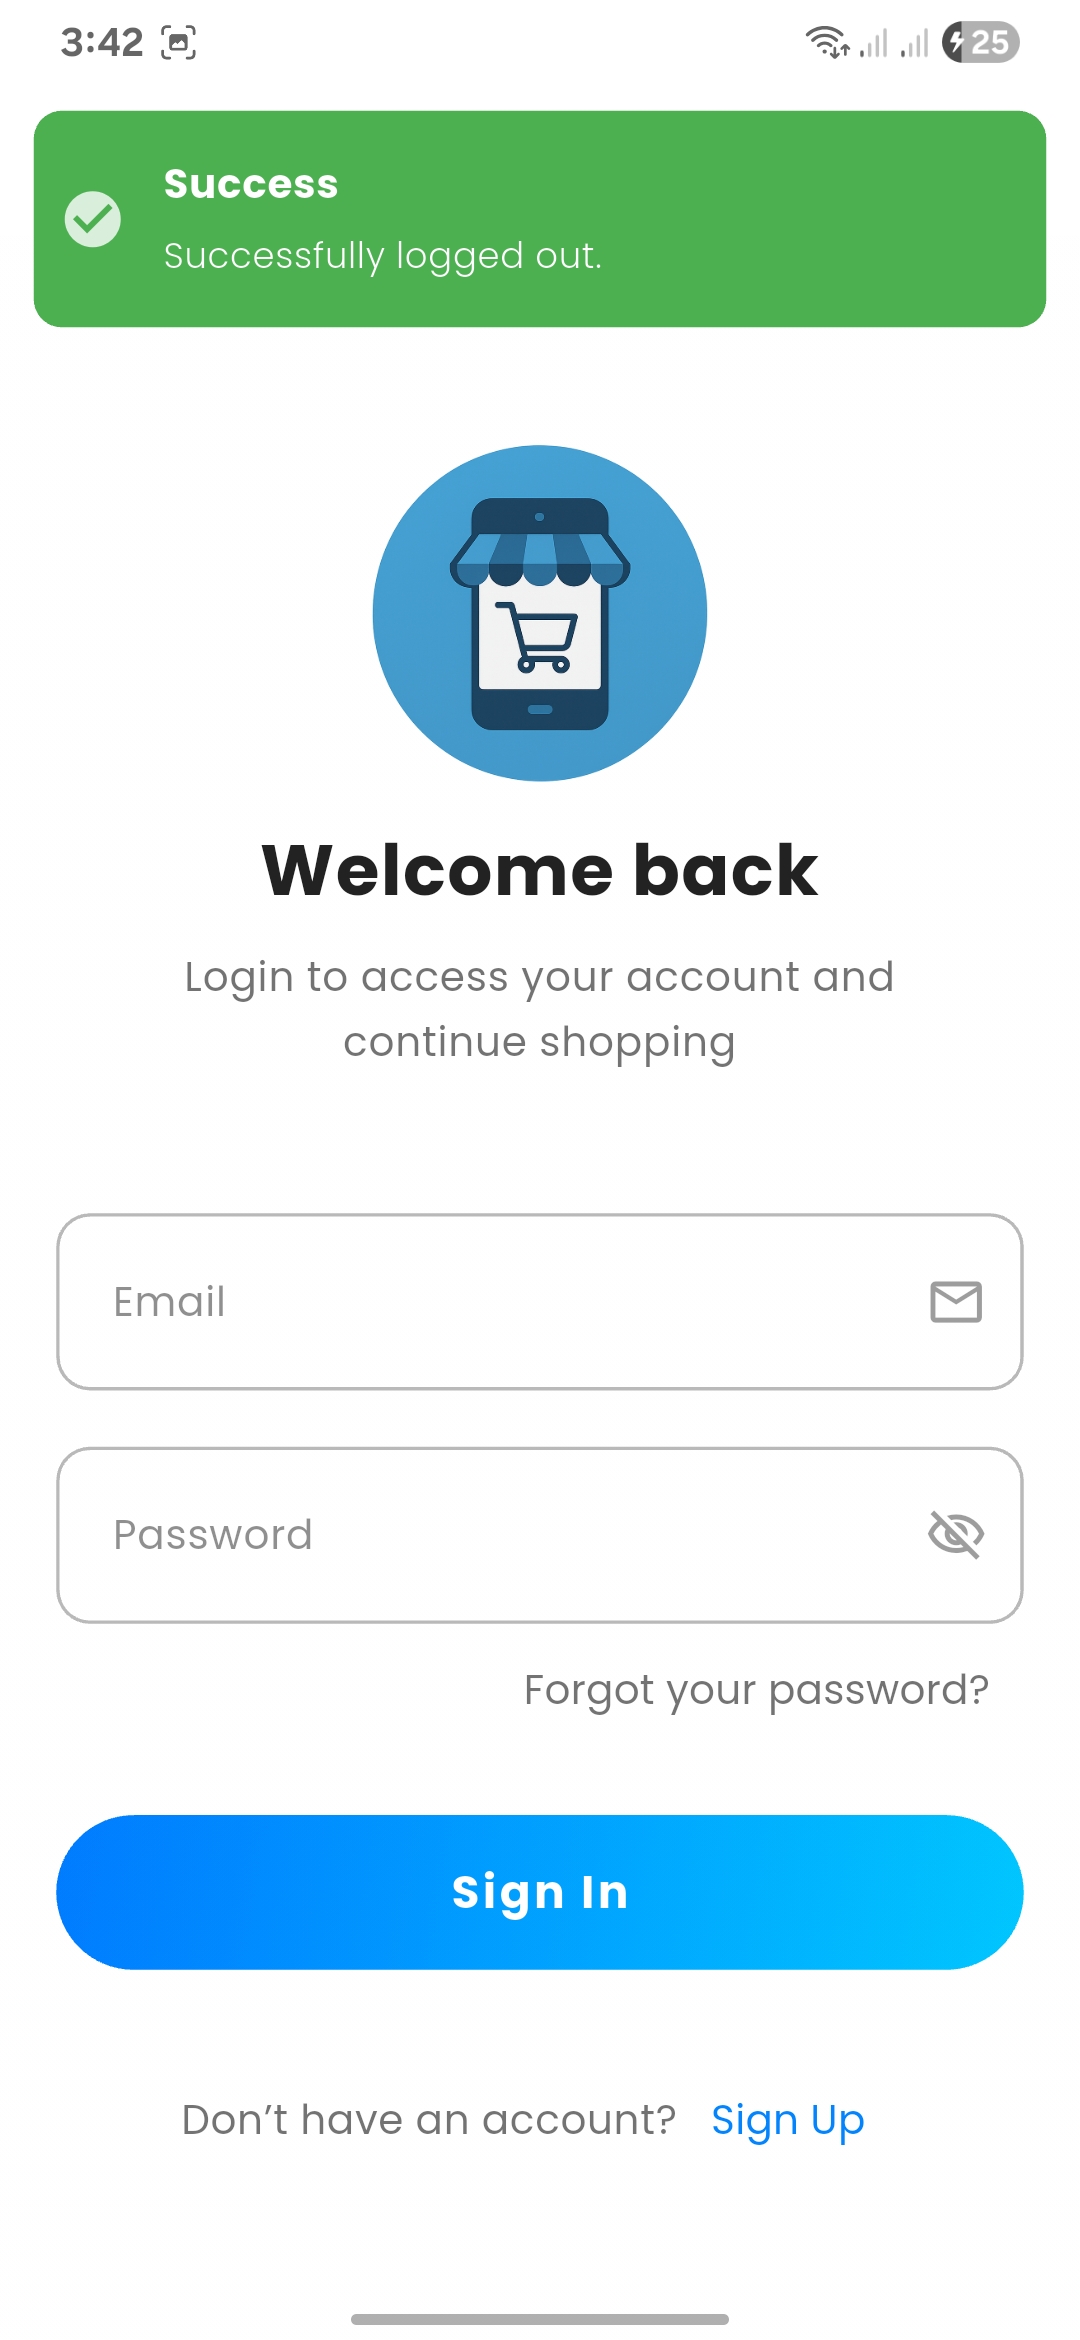 3:42
25
Success
Successfully logged out.
Welcome back
Login to access your account and
continue shopping
Email
Password
Forgot your password?
Sign In
Don’t have an account? Sign Up